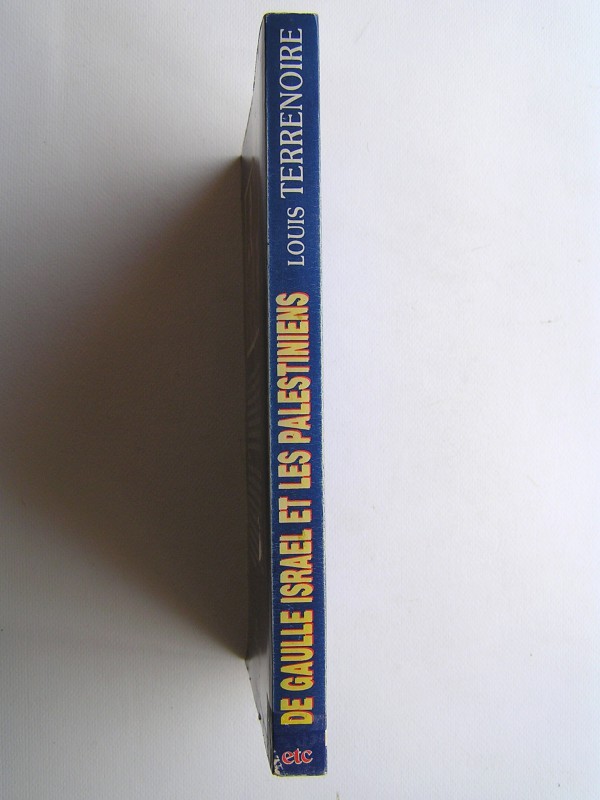 LOUIS TERRENOIRE
DE GAULLE ISRAEL ET LES PALESTINIENS
etc